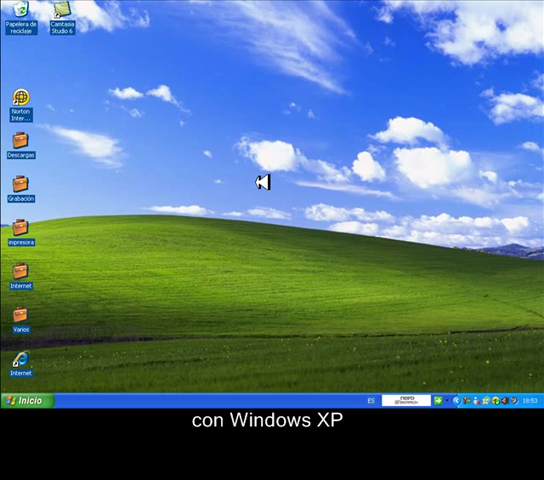 Papelera de
reciclaje
Camtasia
Studio 6
Norton
Inter...
Descargas
Grabación
impresora
Internet
Varios
Internet
Inicio
ES
nero
18:53
con Windows XP